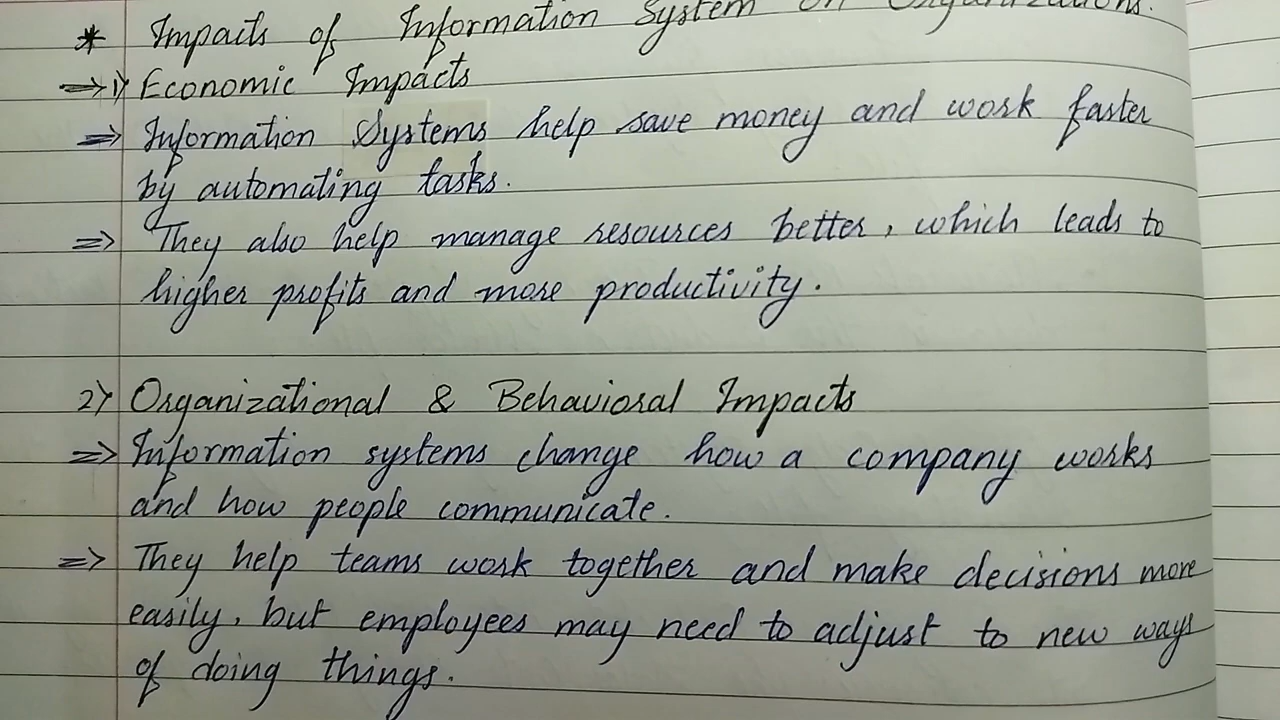 * Impacts of Information System on Organizations.
⇒ 1) Economic Impacts
⇒ Information Systems help save money and work faster
by automating tasks.
⇒ They also help manage resources better, which leads to
higher profits and more productivity.
2) Organizational & Behavioral Impacts
⇒ Information systems change how a company works
and how people communicate.
⇒ They help teams work together and make decisions more
easily, but employees may need to adjust to new ways
of doing things.